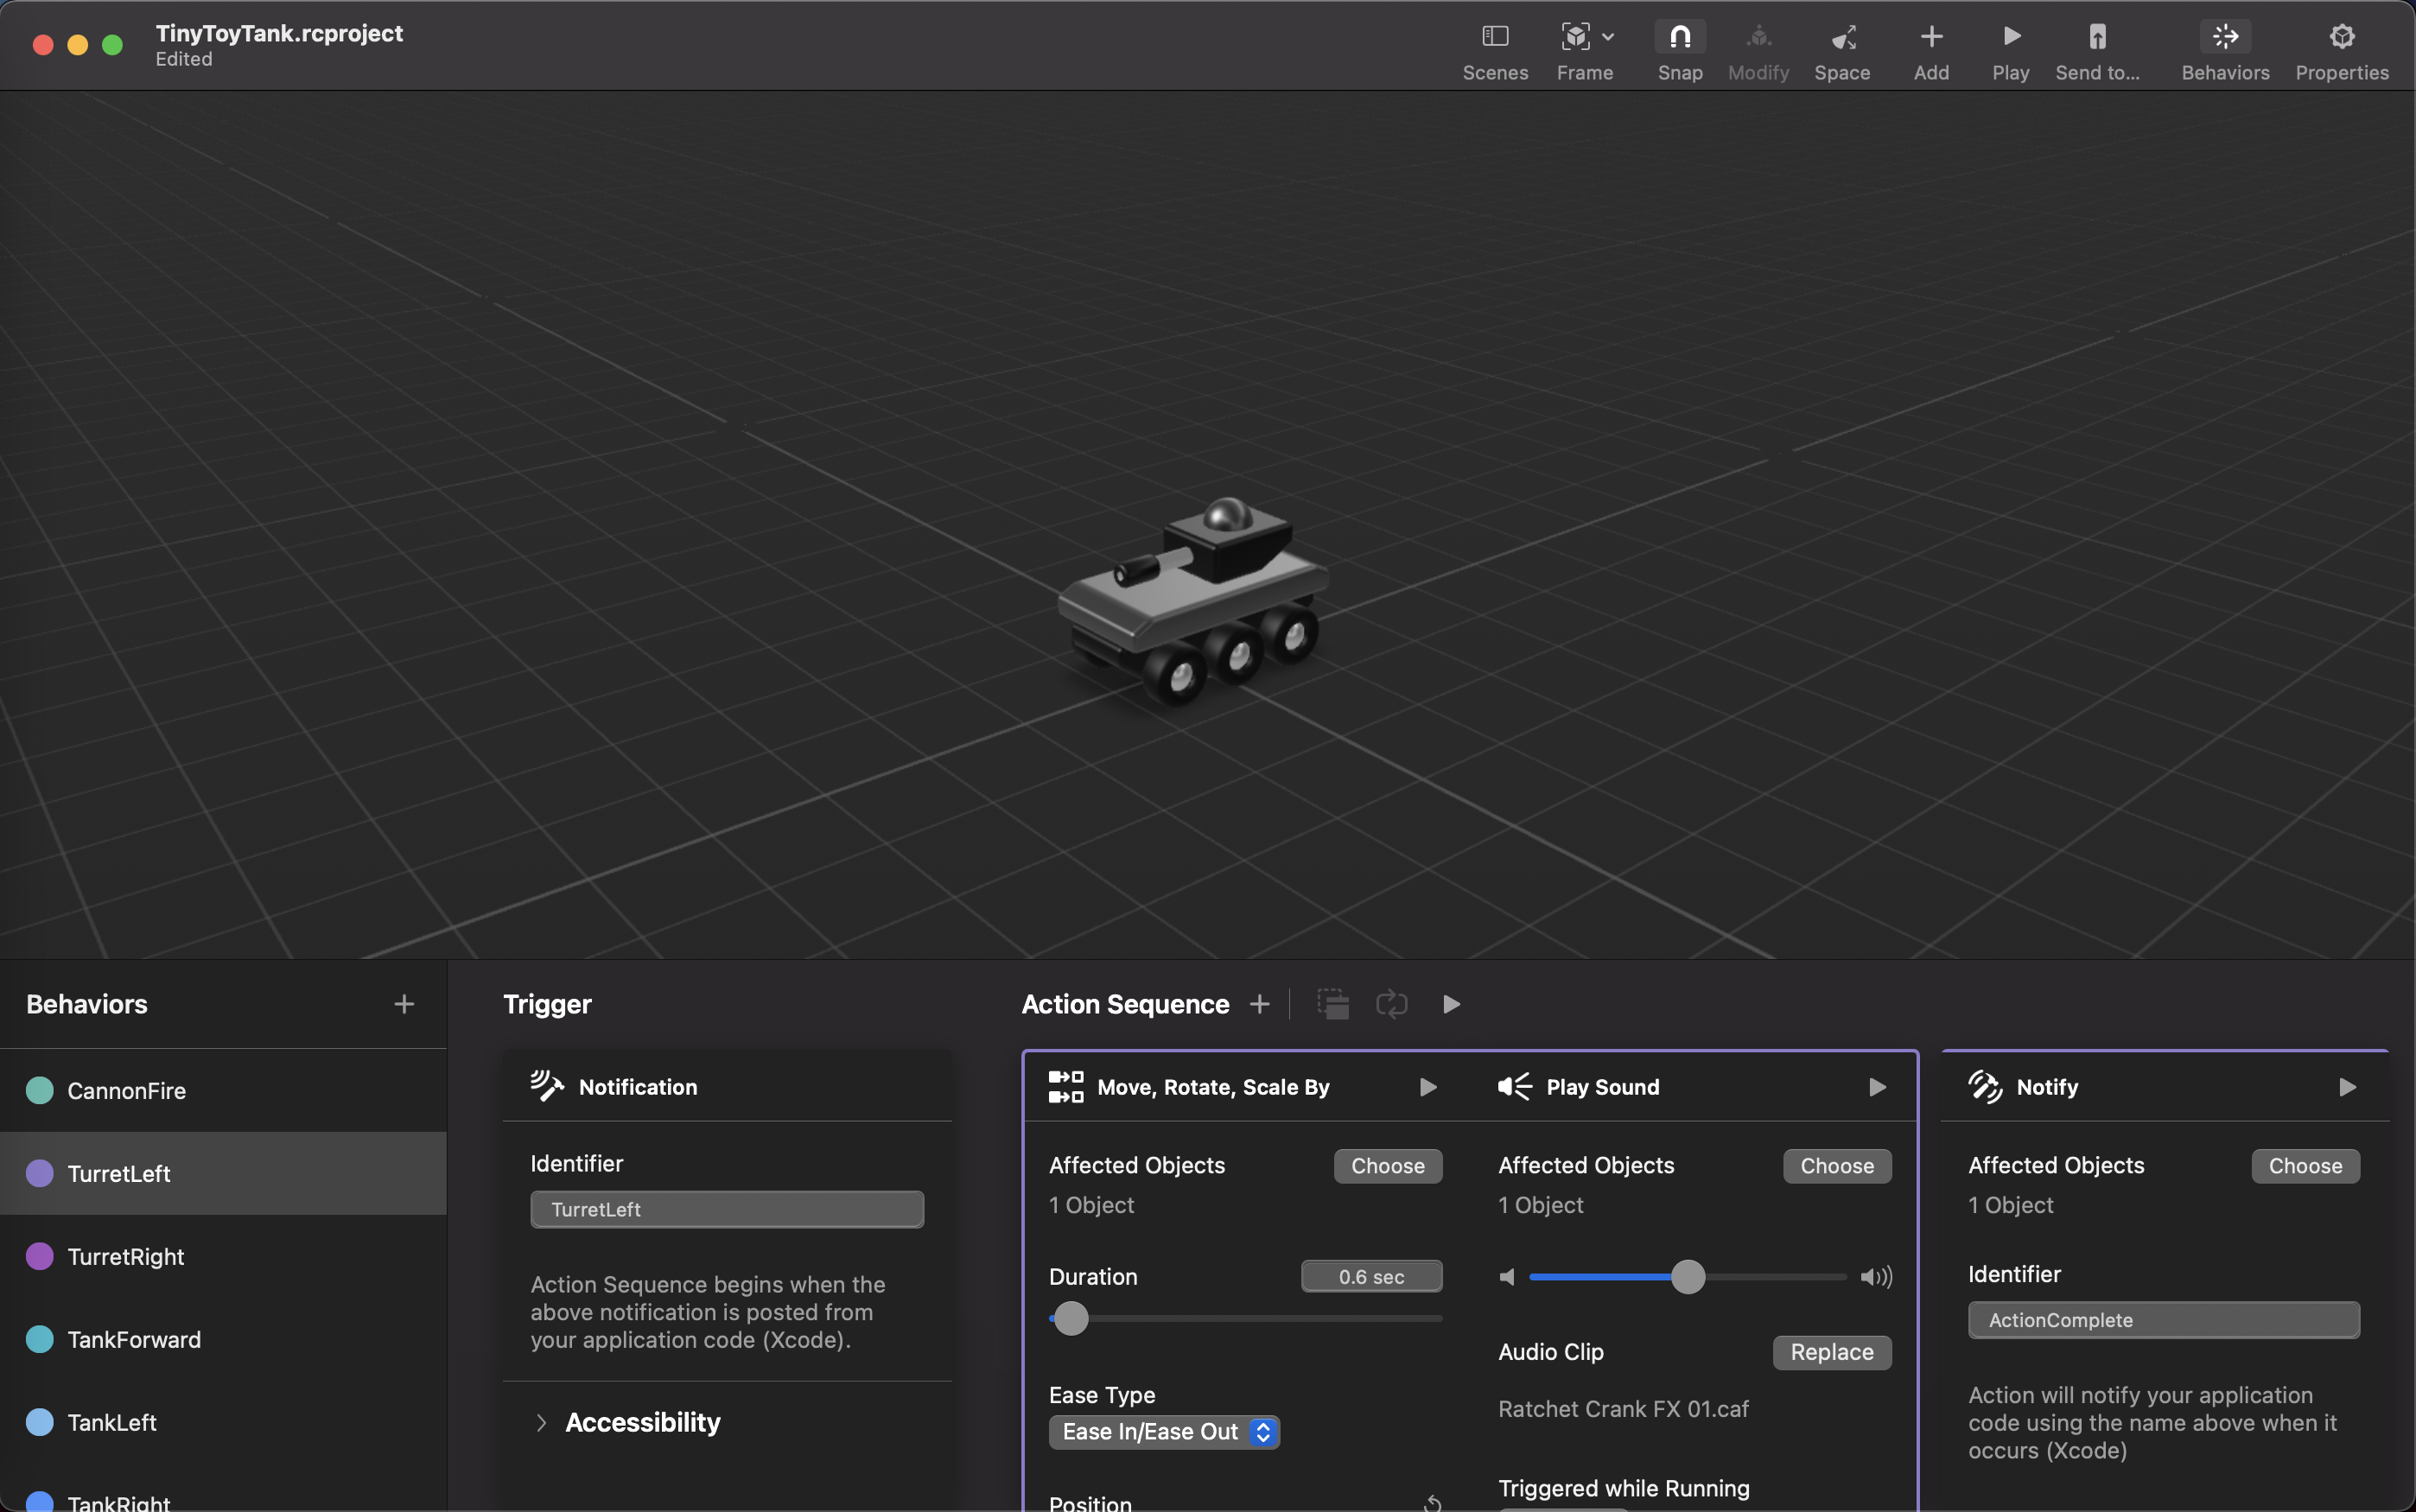 TinyToyTank.rcproject
Edited
Scenes
Frame
Snap
Modify
Space
Add
Play
Send to...
Behaviors
Properties
Behaviors
CannonFire
TurretLeft
TurretRight
TankForward
TankLeft
TankRight
Trigger
Notification
Identifier
TurretLeft
Action Sequence begins when the
above notification is posted from
your application code (Xcode).
Accessibility
Action Sequence
Move, Rotate, Scale By
Affected Objects
Choose
1 Object
Duration
0.6 sec
Ease Type
Ease In/Ease Out
Position
Play Sound
Affected Objects
Choose
1 Object
Audio Clip
Replace
Ratchet Crank FX 01.caf
Triggered while Running
Notify
Affected Objects
Choose
1 Object
Identifier
ActionComplete
Action will notify your application
code using the name above when it
occurs (Xcode)